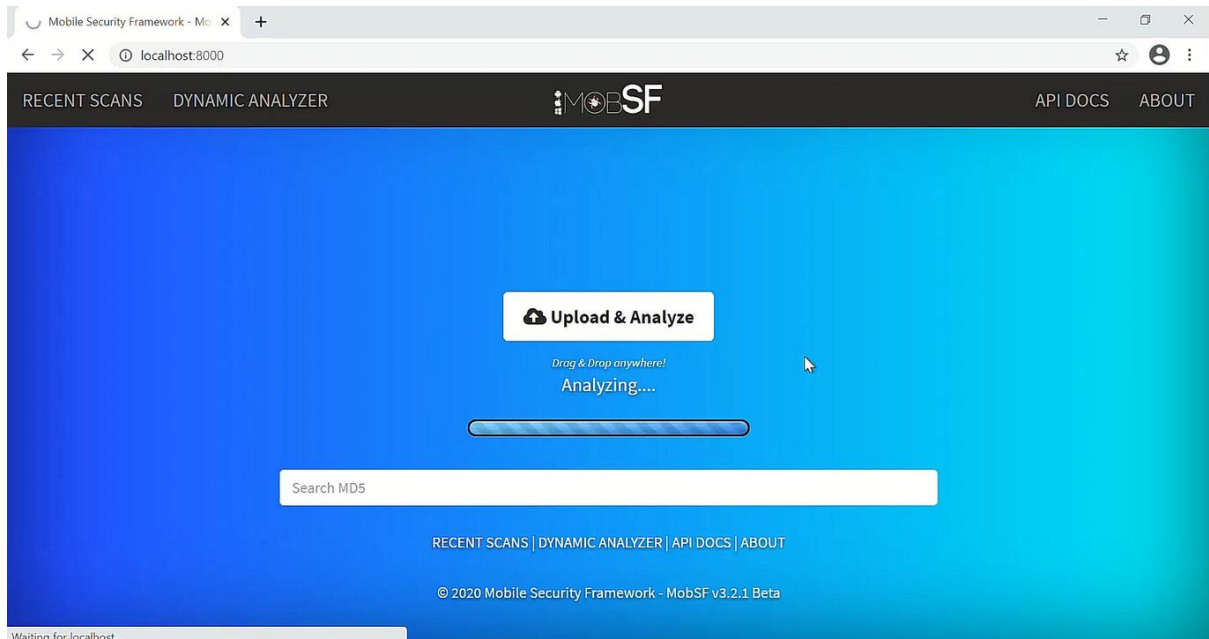 Mobile Security Framework - Mo
localhost:8000
RECENT SCANS DYNAMIC ANALYZER MOBSF API DOCS ABOUT
Upload & Analyze
Drag & Drop anywhere!
Analyzing....
Search MD5
RECENT SCANS | DYNAMIC ANALYZER | API DOCS | ABOUT
© 2020 Mobile Security Framework - MobSF v3.2.1 Beta
Waiting for localhost